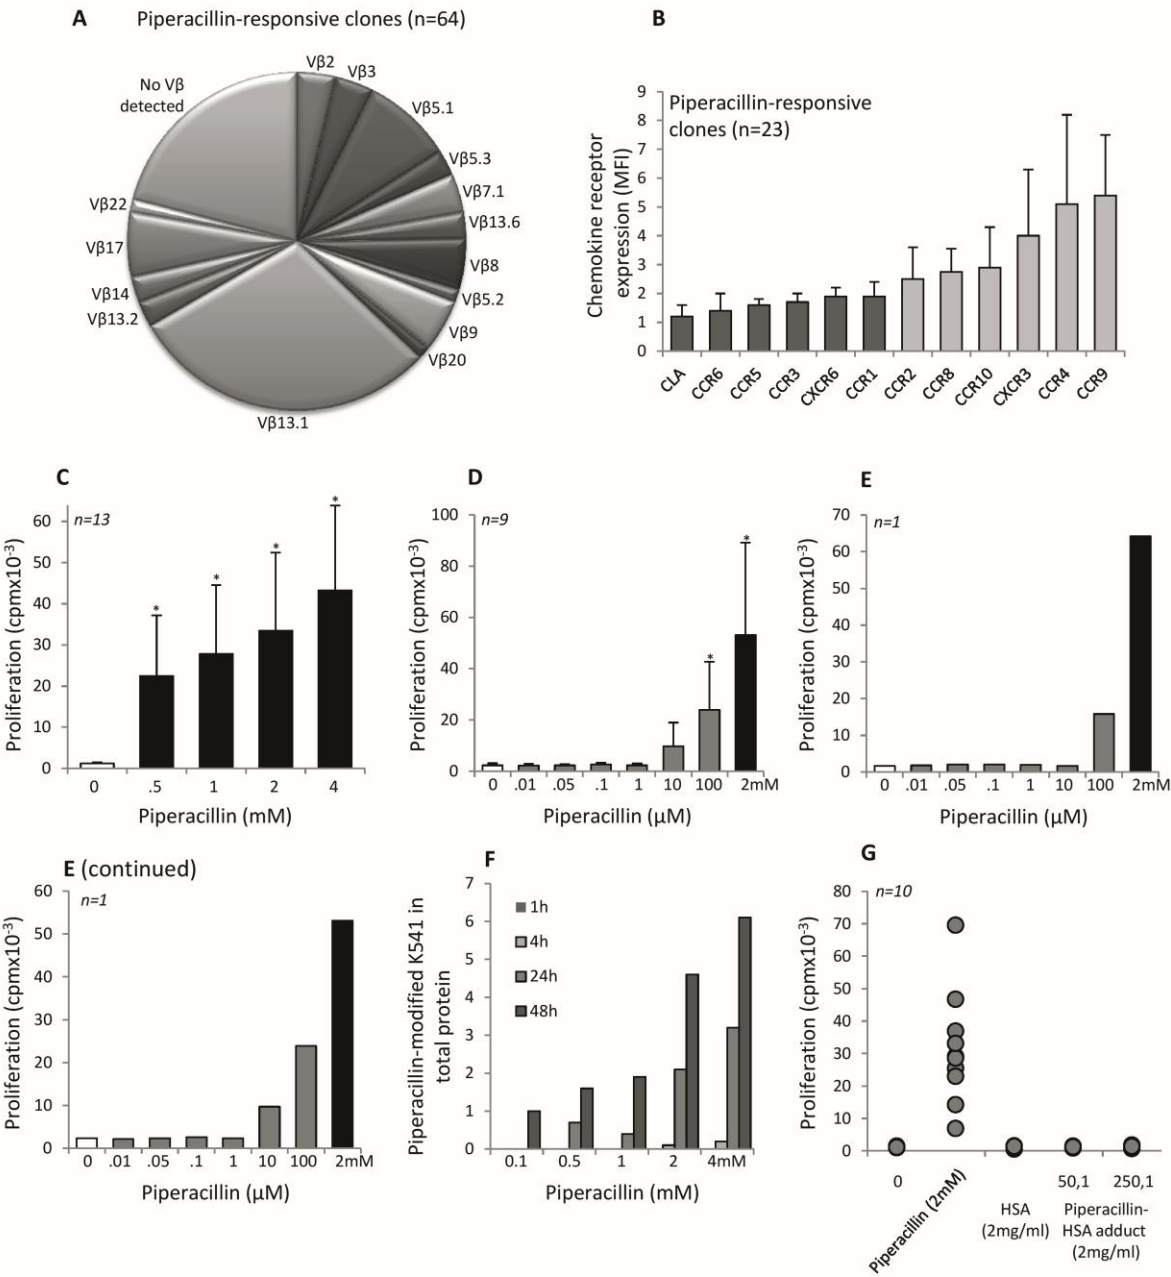 A
Piperacillin-responsive clones (n=64)
Vβ2
Vβ3
Vβ5.1
Vβ5.3
Vβ7.1
Vβ13.6
Vβ8
Vβ5.2
Vβ9
Vβ20
Vβ13.1
Vβ13.2
Vβ14
Vβ17
Vβ22
No Vβ
detected
B
Piperacillin-responsive
clones (n=23)
Chemokine receptor
expression (MFI)
9
8
7
6
5
4
3
2
1
0
CLA CCR6 CCR5 CCR3 CXCR6 CCR1 CCR2 CCR8 CCR10 CXCR3 CCR4 CCR9
C
n=13
Proliferation (cpmx10-3)
60
50
40
30
20
10
0
* * * *
0 .5 1 2 4
Piperacillin (mM)
D
n=9
Proliferation (cpmx10-3)
100
80
60
40
20
0
* *
0 .01 .05 .1 1 10 100 2mM
Piperacillin (μM)
E
n=1
Proliferation (cpmx10-3)
70
60
50
40
30
20
10
0
0 .01 .05 .1 1 10 100 2mM
Piperacillin (μM)
E (continued)
n=1
Proliferation (cpmx10-3)
60
50
40
30
20
10
0
0 .01 .05 .1 1 10 100 2mM
Piperacillin (μM)
F
Piperacillin-modified K541 in
total protein
7
6
5
4
3
2
1
0
1h
4h
24h
48h
0.1 0.5 1 2 4mM
Piperacillin (mM)
G
n=10
Proliferation (cpmx10-3)
80
70
60
50
40
30
20
10
0
0
Piperacillin (2mM)
HSA
(2mg/ml)
50,1 250,1
Piperacillin-
HSA adduct
(2mg/ml)